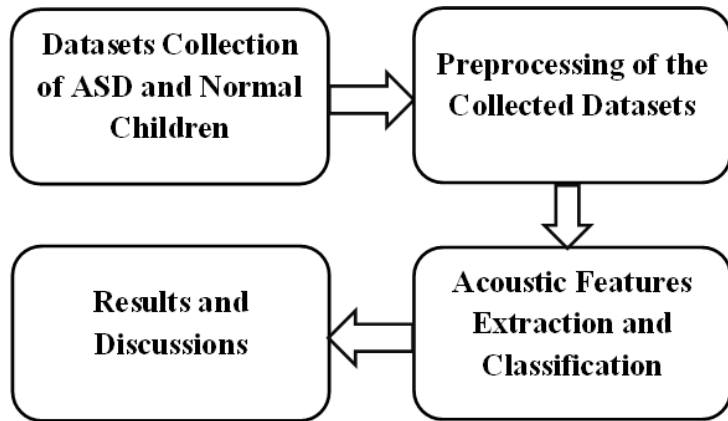 Datasets Collection
of ASD and Normal
Children
Preprocessing of the
Collected Datasets
Acoustic Features
Extraction and
Classification
Results and
Discussions